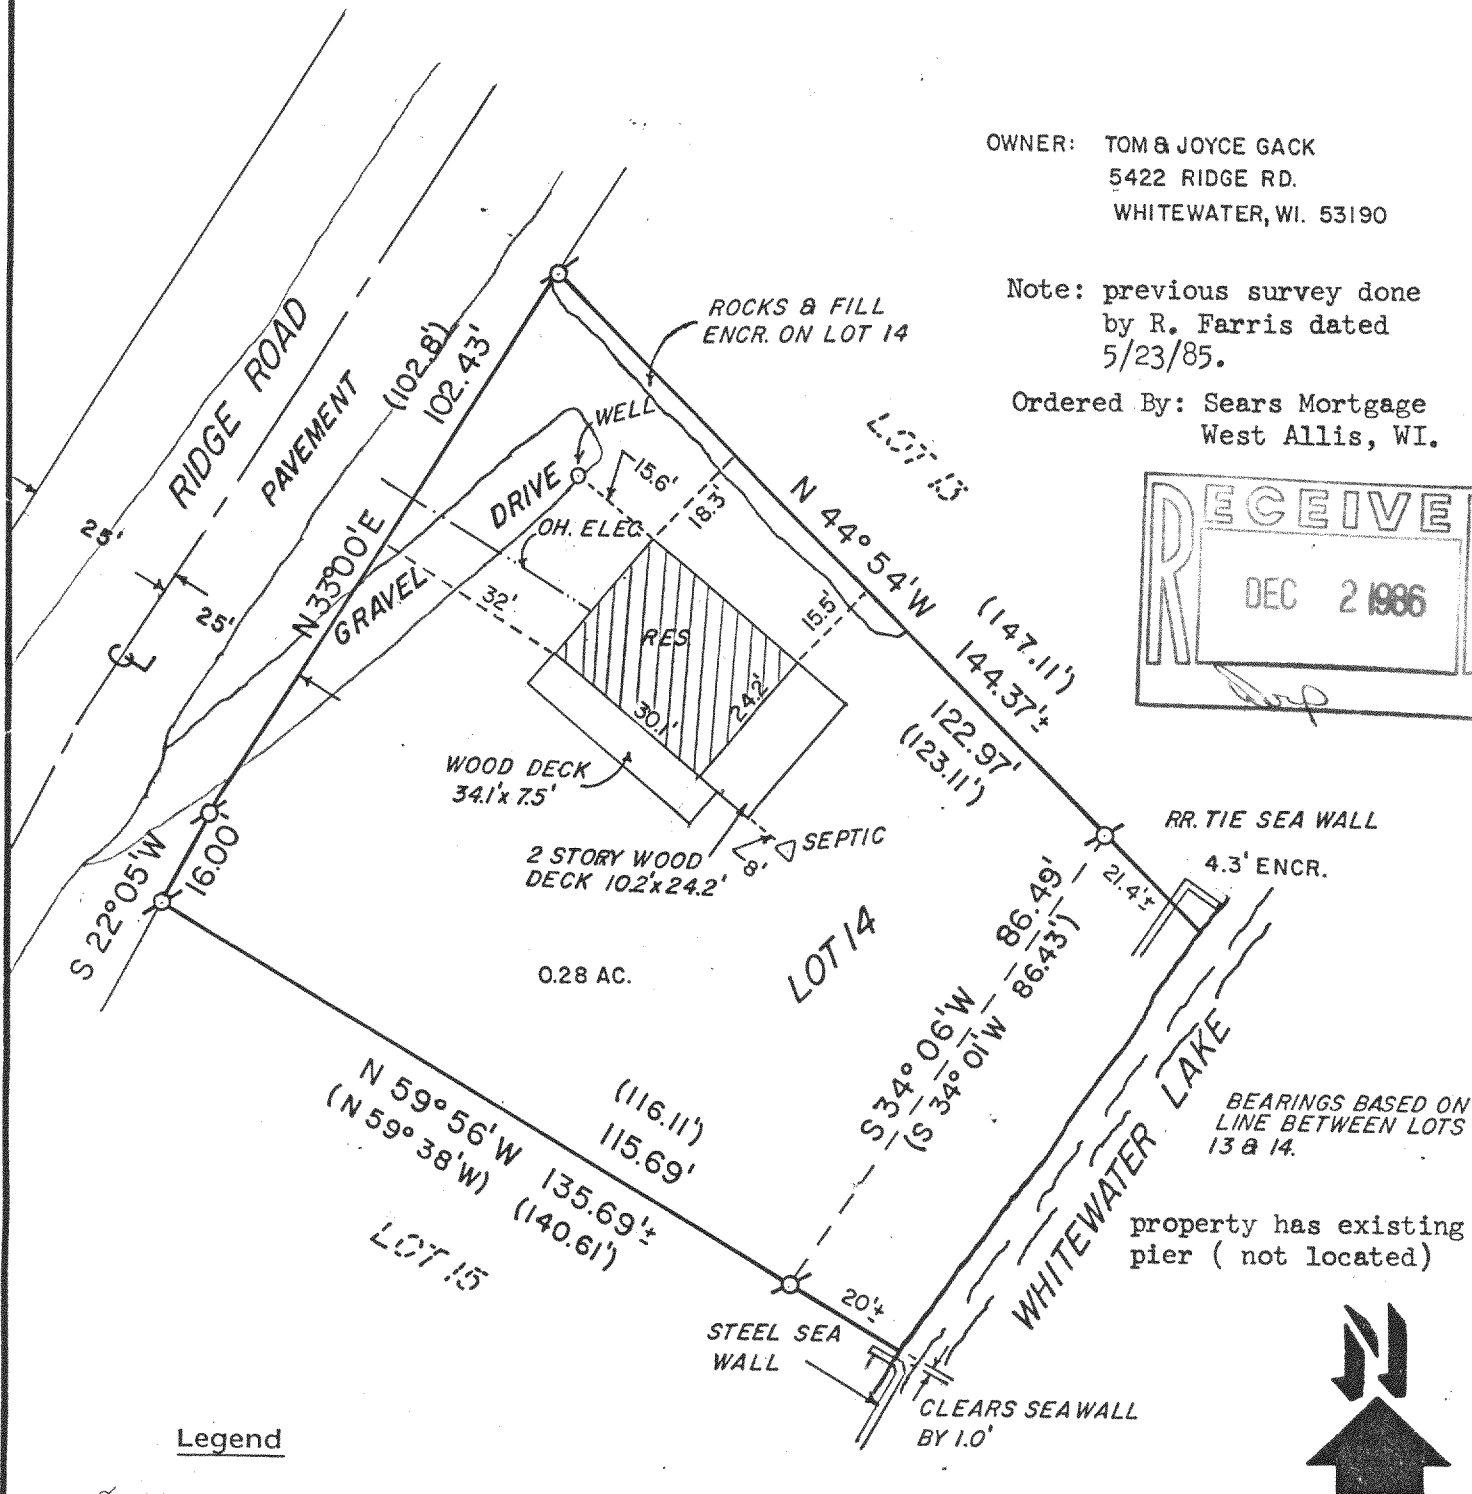 OWNER: TOM & JOYCE GACK
5422 RIDGE RD.
WHITEWATER, WI. 53190
Note: previous survey done
by R. Farris dated
5/23/85.
Ordered By: Sears Mortgage
West Allis, WI.
RECEIVE
DEC 2 1986
ROCKS & FILL
ENCR. ON LOT 14
RIDGE ROAD
PAVEMENT
(102.8')
102.43'
N 33°00'E
25'
25'
CL
WELL
15.6'
18.3'
LOT 13
N 44° 54' W
(147.11')
144.37'±
122.97'
(123.11')
GRAVEL DRIVE
OH. ELEC.
32'
RES.
15.5'
30.1'
24.2'
WOOD DECK
34.1'x 7.5'
2 STORY WOOD
DECK 10.2'x 24.2'
8'
SEPTIC
RR. TIE SEA WALL
4.3' ENCR.
21.4'±
S 22°05'W
16.00'
0.28 AC.
LOT 14
S 34° 06' W 86.49'
(S 34° 01' W 86.43')
N 59° 56' W 135.69'±
(N 59° 38' W) (140.61')
(116.11')
115.69'
LOT 15
20'±
WHITEWATER LAKE
BEARINGS BASED ON
LINE BETWEEN LOTS
13 & 14.
property has existing
pier ( not located)
STEEL SEA
WALL
CLEARS SEAWALL
BY 1.0'
N
Legend